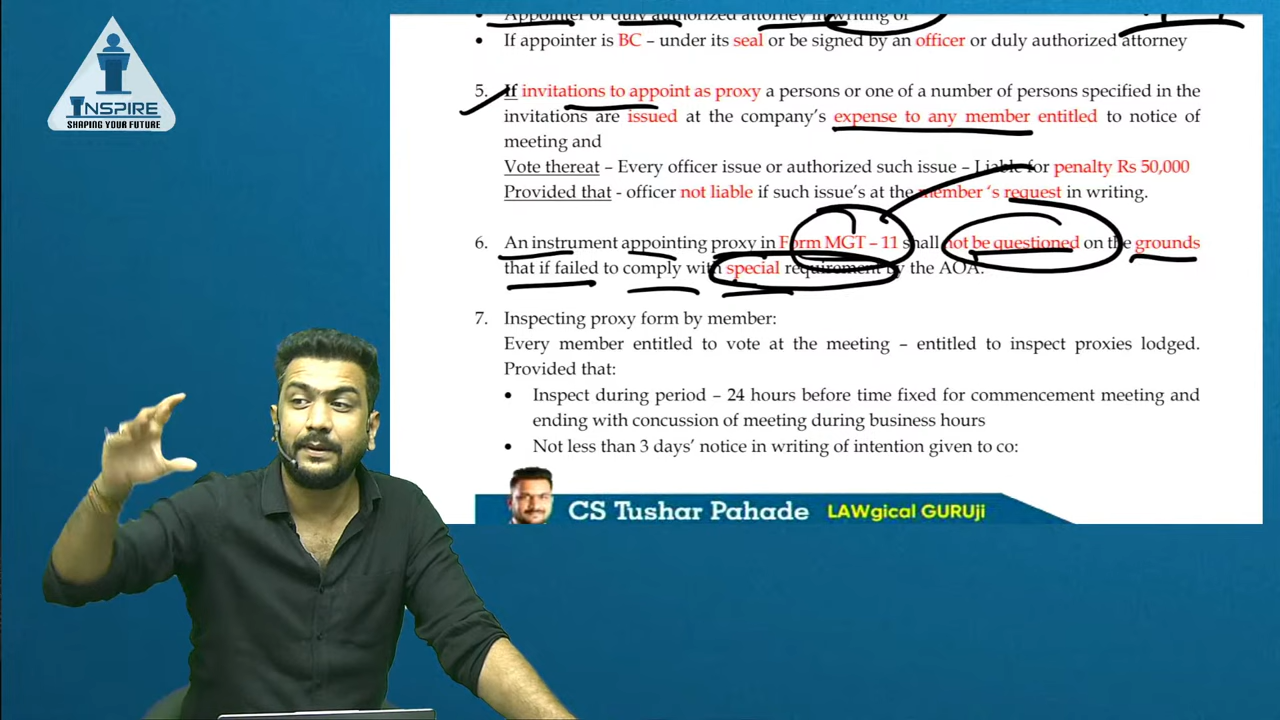 INSPIRE
SHAPING YOUR FUTURE
• Appointer or duly authorized attorney in writing or
• If appointer is BC – under its seal or be signed by an officer or duly authorized attorney
5. If invitations to appoint as proxy a persons or one of a number of persons specified in the
invitations are issued at the company's expense to any member entitled to notice of
meeting and
Vote thereat – Every officer issue or authorized such issue – Liable for penalty Rs 50,000
Provided that - officer not liable if such issue's at the member 's request in writing.
6. An instrument appointing proxy in Form MGT – 11 shall not be questioned on the grounds
that if failed to comply with special requirement by the AOA.
7. Inspecting proxy form by member:
Every member entitled to vote at the meeting – entitled to inspect proxies lodged.
Provided that:
• Inspect during period – 24 hours before time fixed for commencement meeting and
ending with concussion of meeting during business hours
• Not less than 3 days' notice in writing of intention given to co:
CS Tushar Pahade LAWgical GURUji